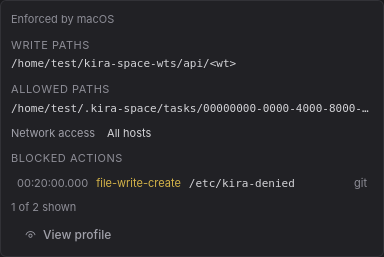 Enforced by macOS
WRITE PATHS
/home/test/kira-space-wts/api/<wt>
ALLOWED PATHS
/home/test/.kira-space/tasks/00000000-0000-4000-8000-…
Network access All hosts
BLOCKED ACTIONS
00:20:00.000 file-write-create /etc/kira-denied git
1 of 2 shown
View profile